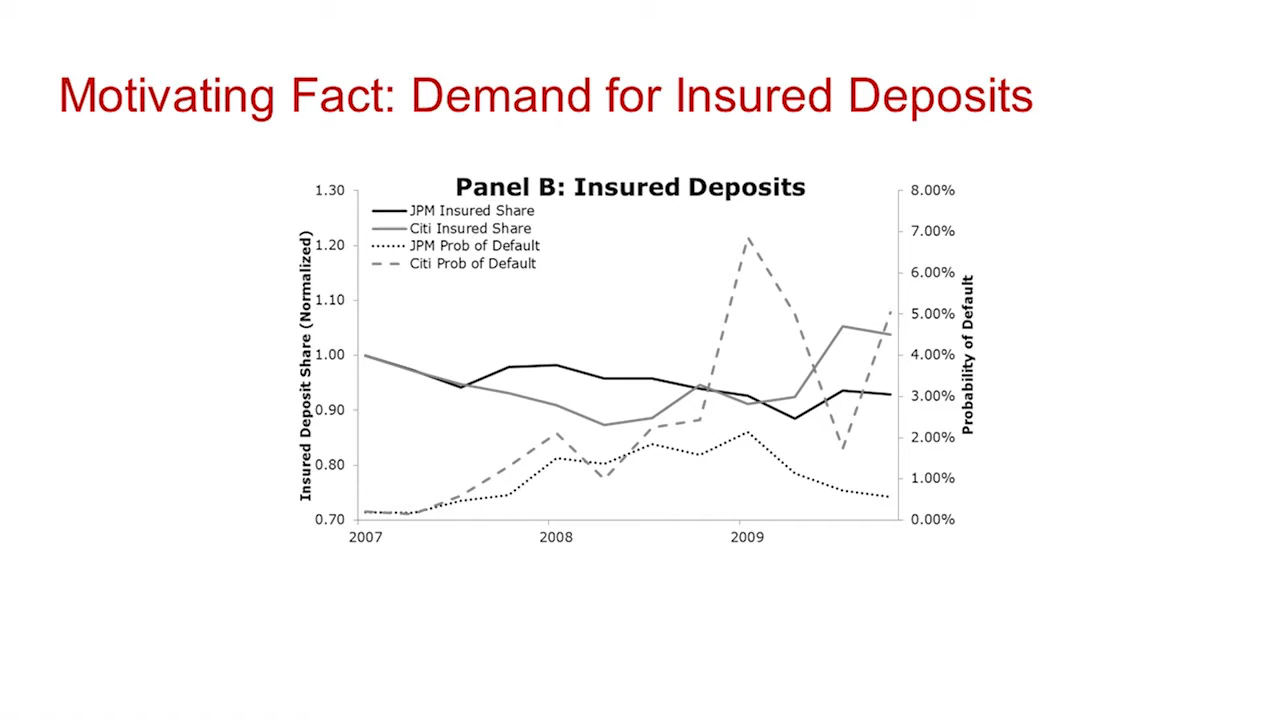 Motivating Fact: Demand for Insured Deposits
Panel B: Insured Deposits
JPM Insured Share
Citi Insured Share
JPM Prob of Default
Citi Prob of Default
Insured Deposit Share (Normalized)
1.30
1.20
1.10
1.00
0.90
0.80
0.70
8.00%
7.00%
6.00%
5.00%
4.00%
3.00%
2.00%
1.00%
0.00%
Probability of Default
2007
2008
2009